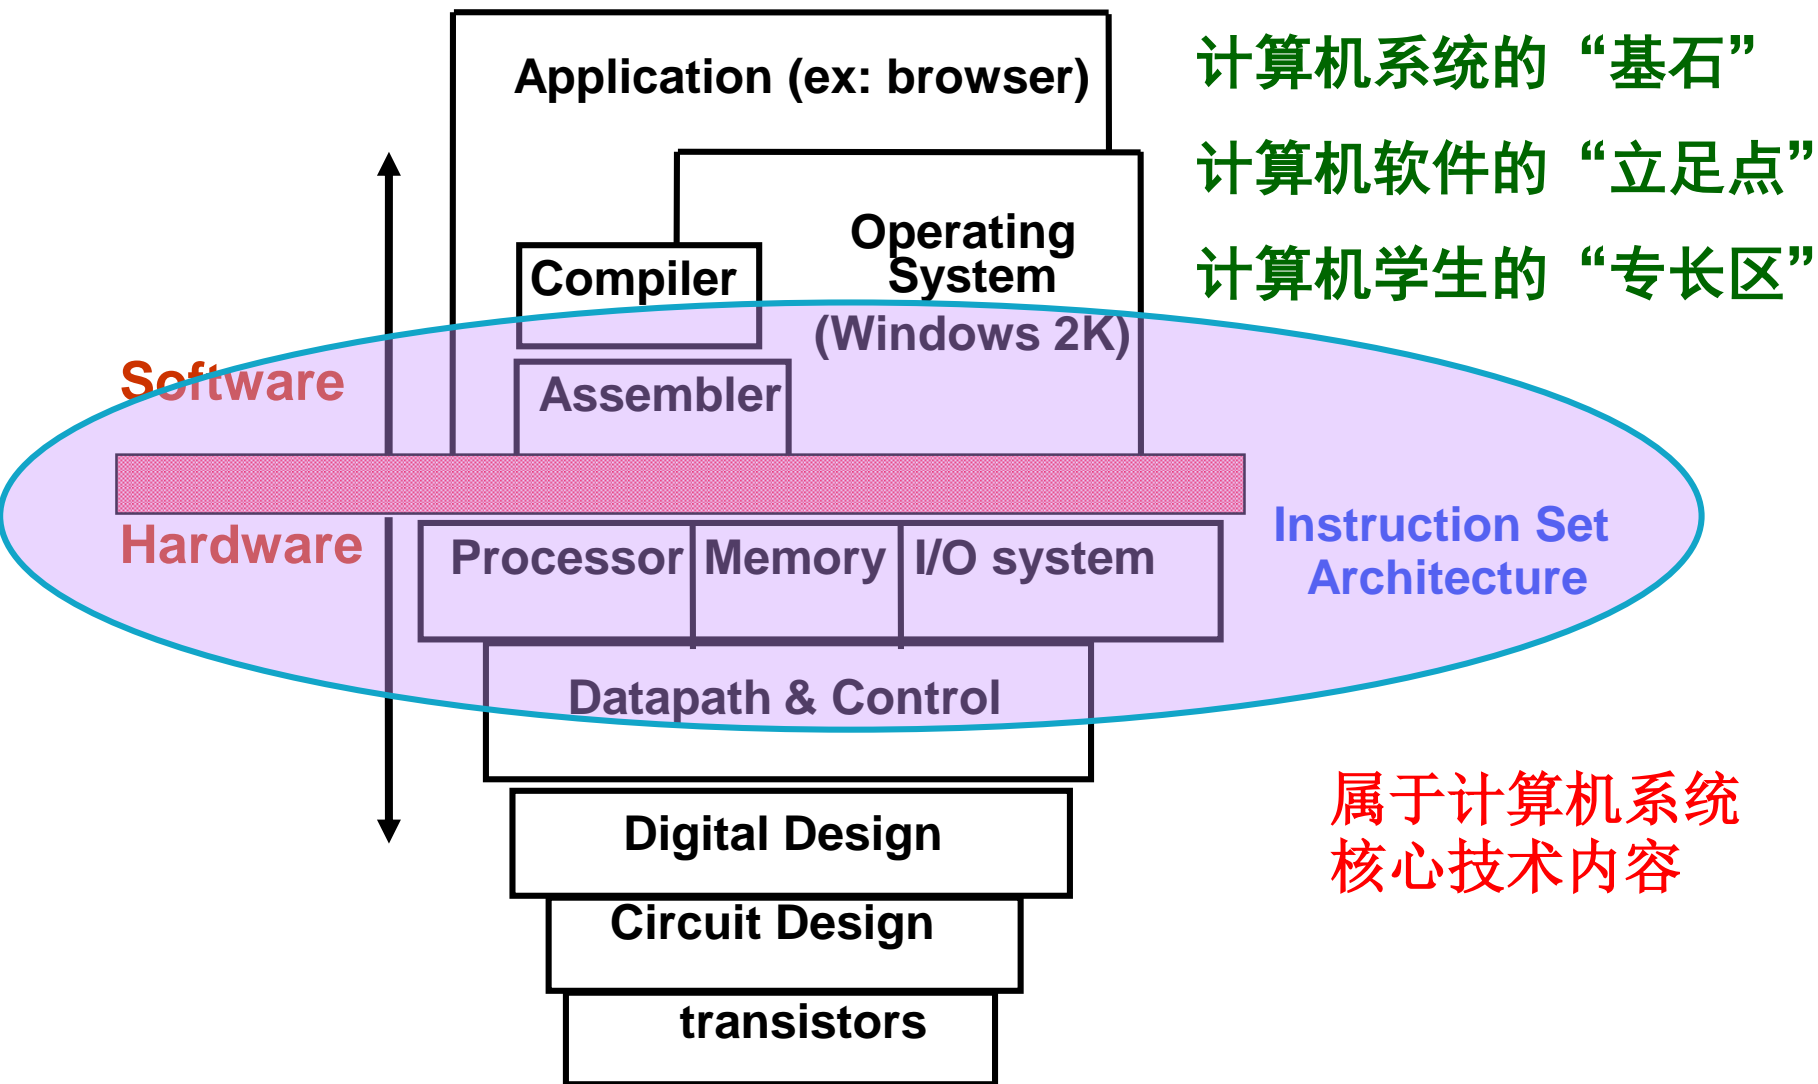 Application (ex: browser)
计算机系统的“基石”
计算机软件的“立足点”
计算机学生的“专长区”
Operating
System
(Windows 2K)
Compiler
Assembler
Software
Hardware
Processor
Memory
I/O system
Instruction Set
Architecture
Datapath & Control
Digital Design
Circuit Design
transistors
属于计算机系统
核心技术内容